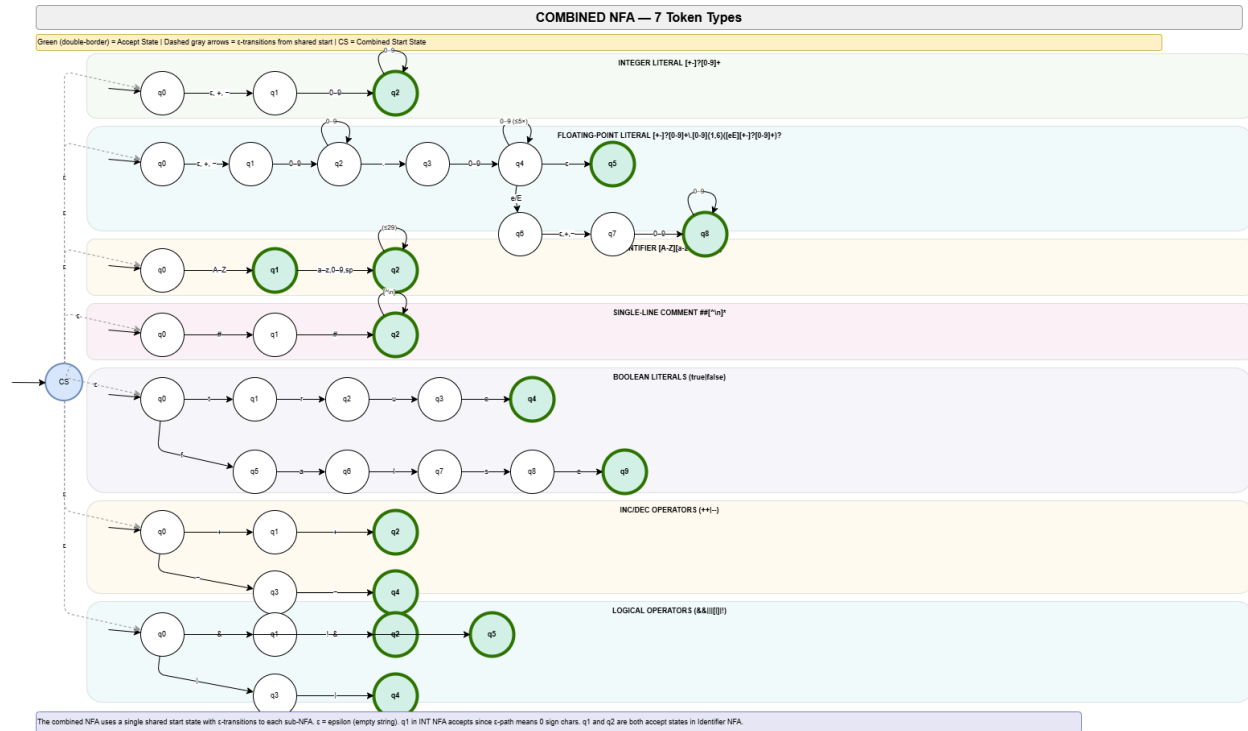 COMBINED NFA — 7 Token Types
Green (double-border) = Accept State | Dashed gray arrows = ε-transitions from shared start | CS = Combined Start State
INTEGER LITERAL [+-]?[0-9]+
0-9
q0 ε, +, − q1 0-9 q2
FLOATING-POINT LITERAL [+-]?[0-9]+\.[0-9]{1,6}([eE][+-]?[0-9]+)?
0-9 0-9 (≤5×)
q0 ε, +, − q1 0-9 q2 . q3 0-9 q4 ε q5
ε
e/E
0-9
ε
q6 ε,+,− q7 0-9 q8
(≤29)
NTIFIER [A-Z][a-z
ε
q0 A–Z q1 a–z,0–9,sp q2
[^\n]
SINGLE-LINE COMMENT ##[^\n]*
ε
q0 # q1 # q2
BOOLEAN LITERALS (true|false)
CS ε
q0 t q1 r q2 u q3 e q4
f
q5 a q6 l q7 s q8 e q9
ε
INC/DEC OPERATORS (++|--)
q0 + q1 + q2
ε
−
q3 − q4
LOGICAL OPERATORS (&&|||[|]|!)
q0 & q1 ! & q2 q5
|
q3 | q4
The combined NFA uses a single shared start state with ε-transitions to each sub-NFA. ε = epsilon (empty string). q1 in INT NFA accepts since ε-path means 0 sign chars. q1 and q2 are both accept states in Identifier NFA.